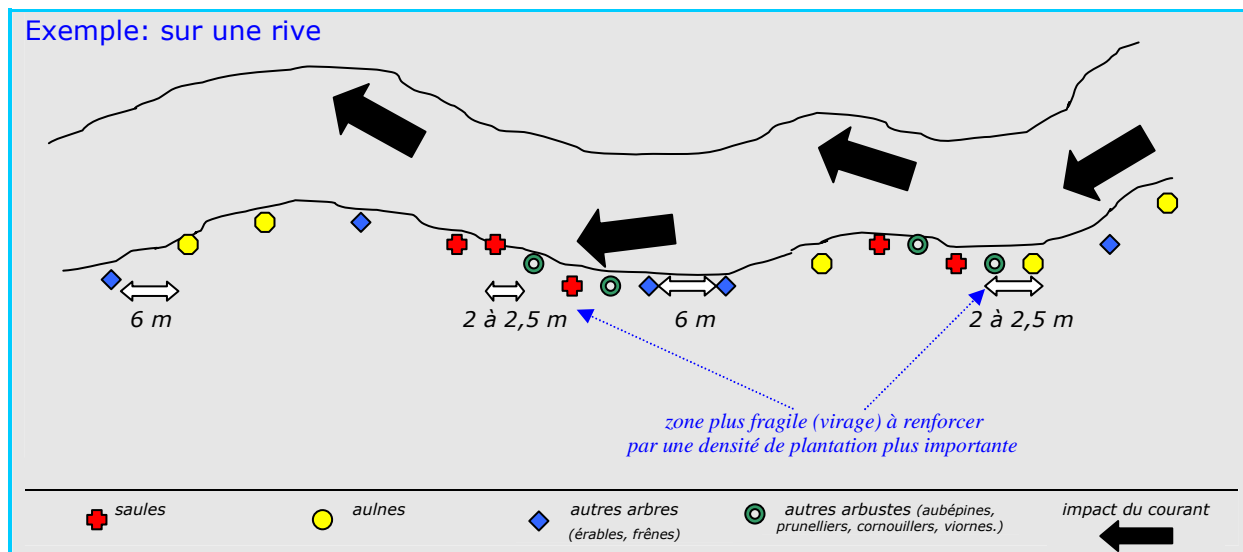 Exemple: sur une rive
6 m
2 à 2,5 m
6 m
2 à 2,5 m
zone plus fragile (virage) à renforcer
par une densité de plantation plus importante
saules
aulnes
autres arbres
(érables, frênes)
autres arbustes (aubépines,
prunelliers, cornouillers, viornes.)
impact du courant